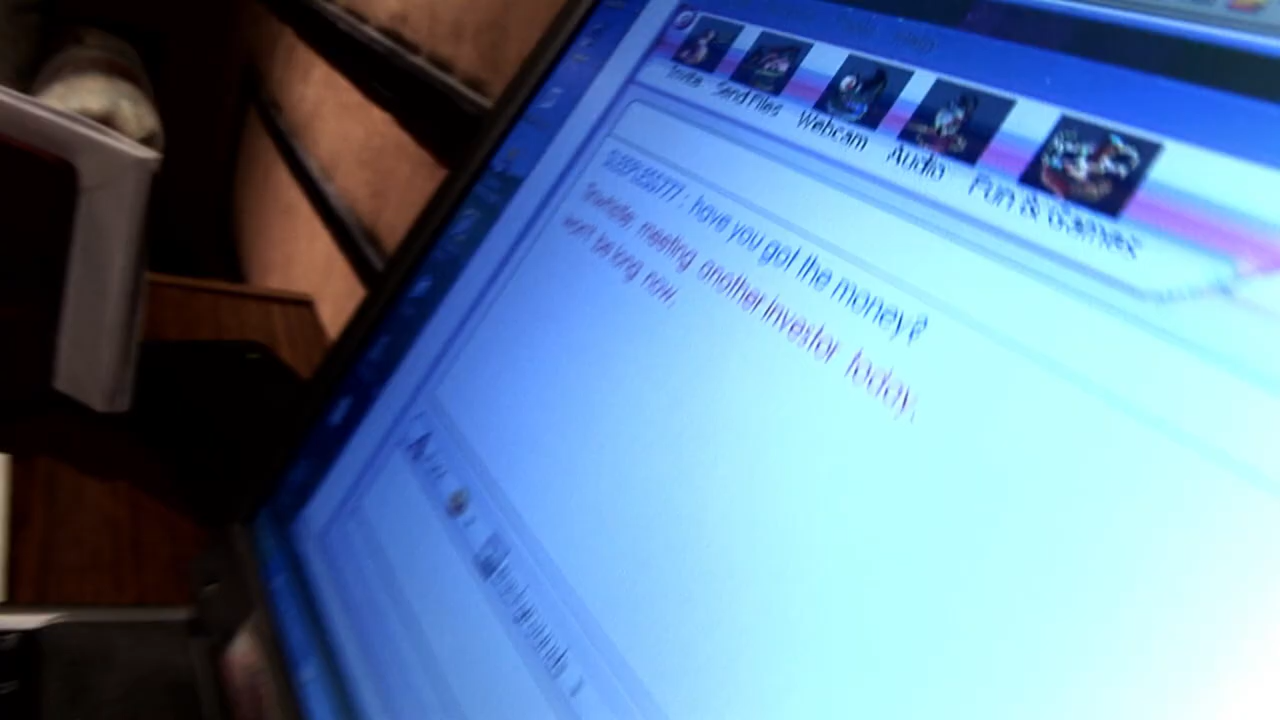 Invite Send Files Webcam Audio Fun & Games
: have you got the money?
meeting another investor today.
won't be long now.